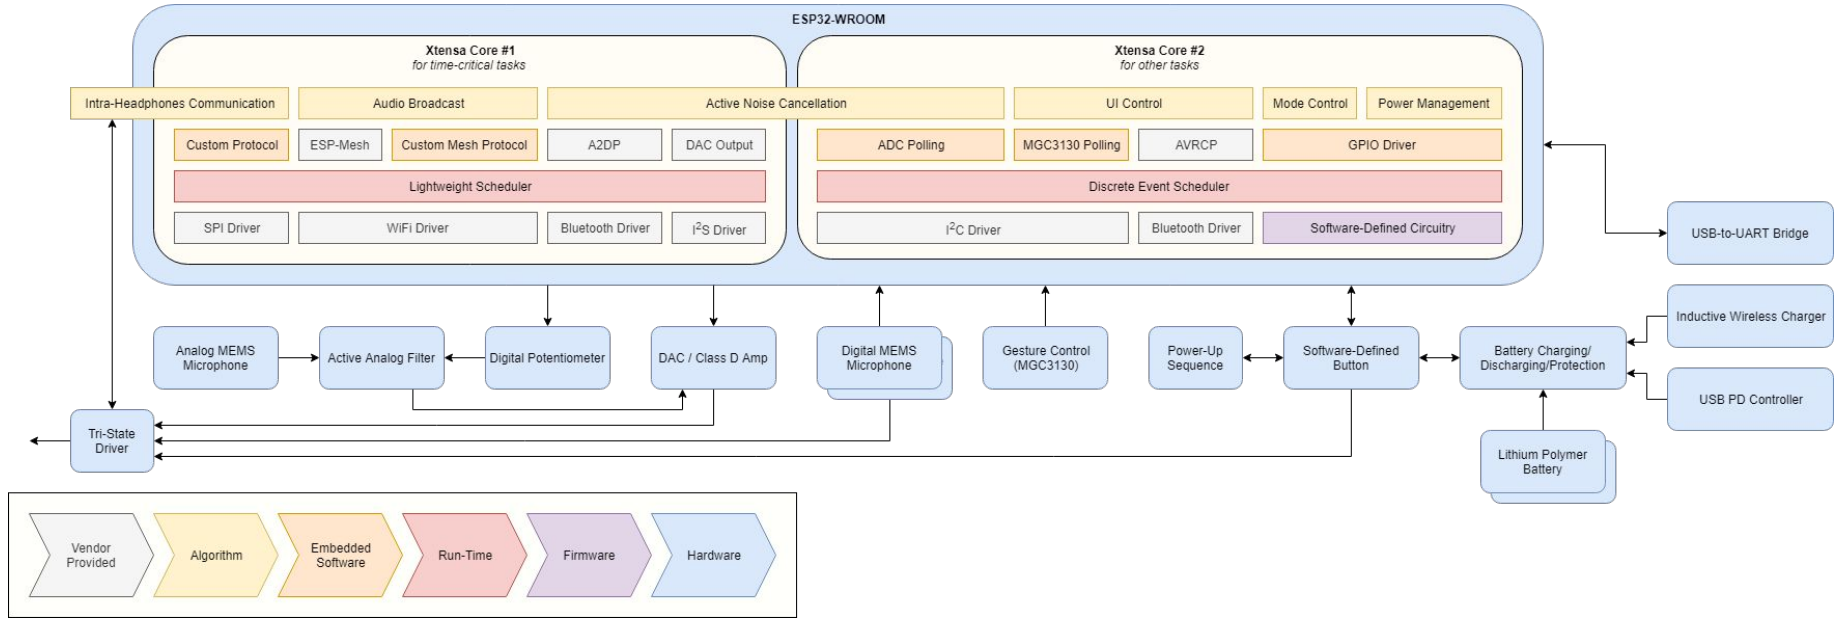 ESP32-WROOM
Xtensa Core #1
for time-critical tasks
Xtensa Core #2
for other tasks
Intra-Headphones Communication
Audio Broadcast
Active Noise Cancellation
UI Control
Mode Control
Power Management
Custom Protocol
ESP-Mesh
Custom Mesh Protocol
A2DP
DAC Output
ADC Polling
MGC3130 Polling
AVRCP
GPIO Driver
Lightweight Scheduler
Discrete Event Scheduler
SPI Driver
WiFi Driver
Bluetooth Driver
I²S Driver
I²C Driver
Bluetooth Driver
Software-Defined Circuitry
USB-to-UART Bridge
Inductive Wireless Charger
Analog MEMS
Microphone
Active Analog Filter
Digital Potentiometer
DAC / Class D Amp
Digital MEMS
Microphone
Gesture Control
(MGC3130)
Power-Up
Sequence
Software-Defined
Button
Battery Charging/
Discharging/Protection
USB PD Controller
Tri-State
Driver
Lithium Polymer
Battery
Vendor
Provided
Algorithm
Embedded
Software
Run-Time
Firmware
Hardware